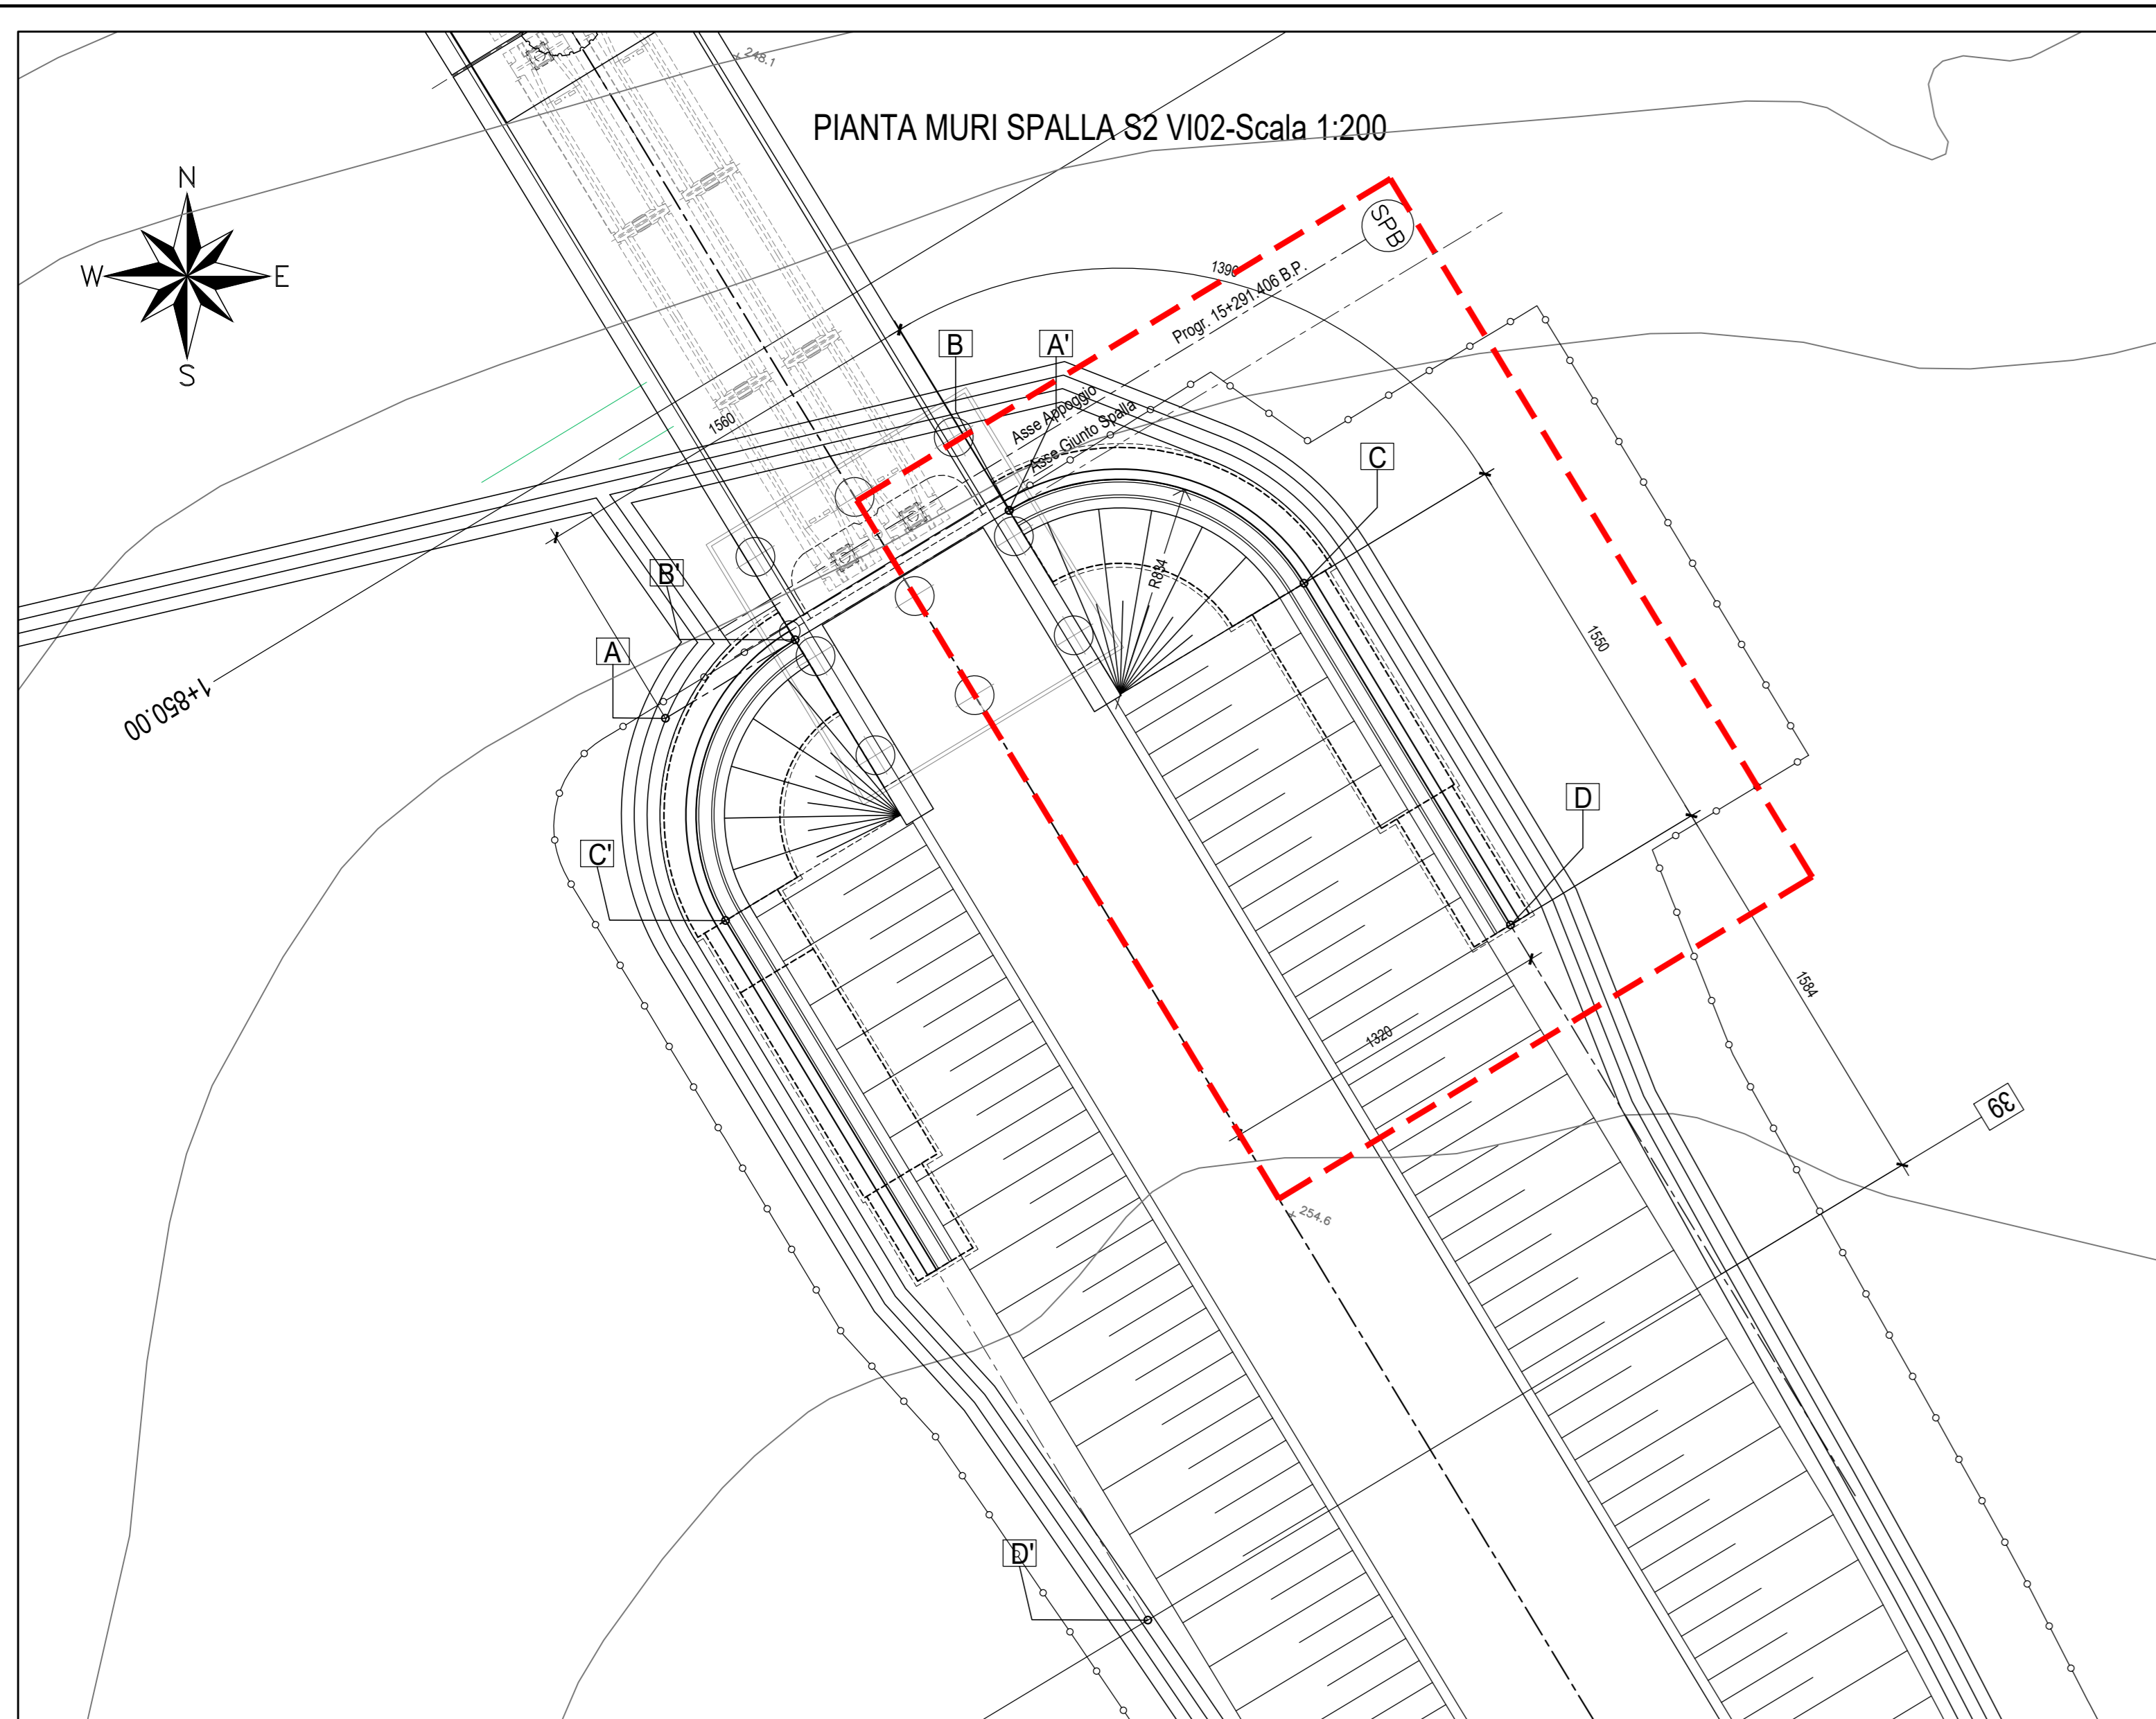 248.1
PIANTA MURI SPALLA S2 VI02-Scala 1:200
N
W
E
S
SPB
1390
Progr. 15+291.406 B.P.
B
A'
Asse Appoggio
1560
Asse Giunto Spalla
C
R834
B'
A
1550
1+850.00
D
C'
1584
1320
39
254.6
D'